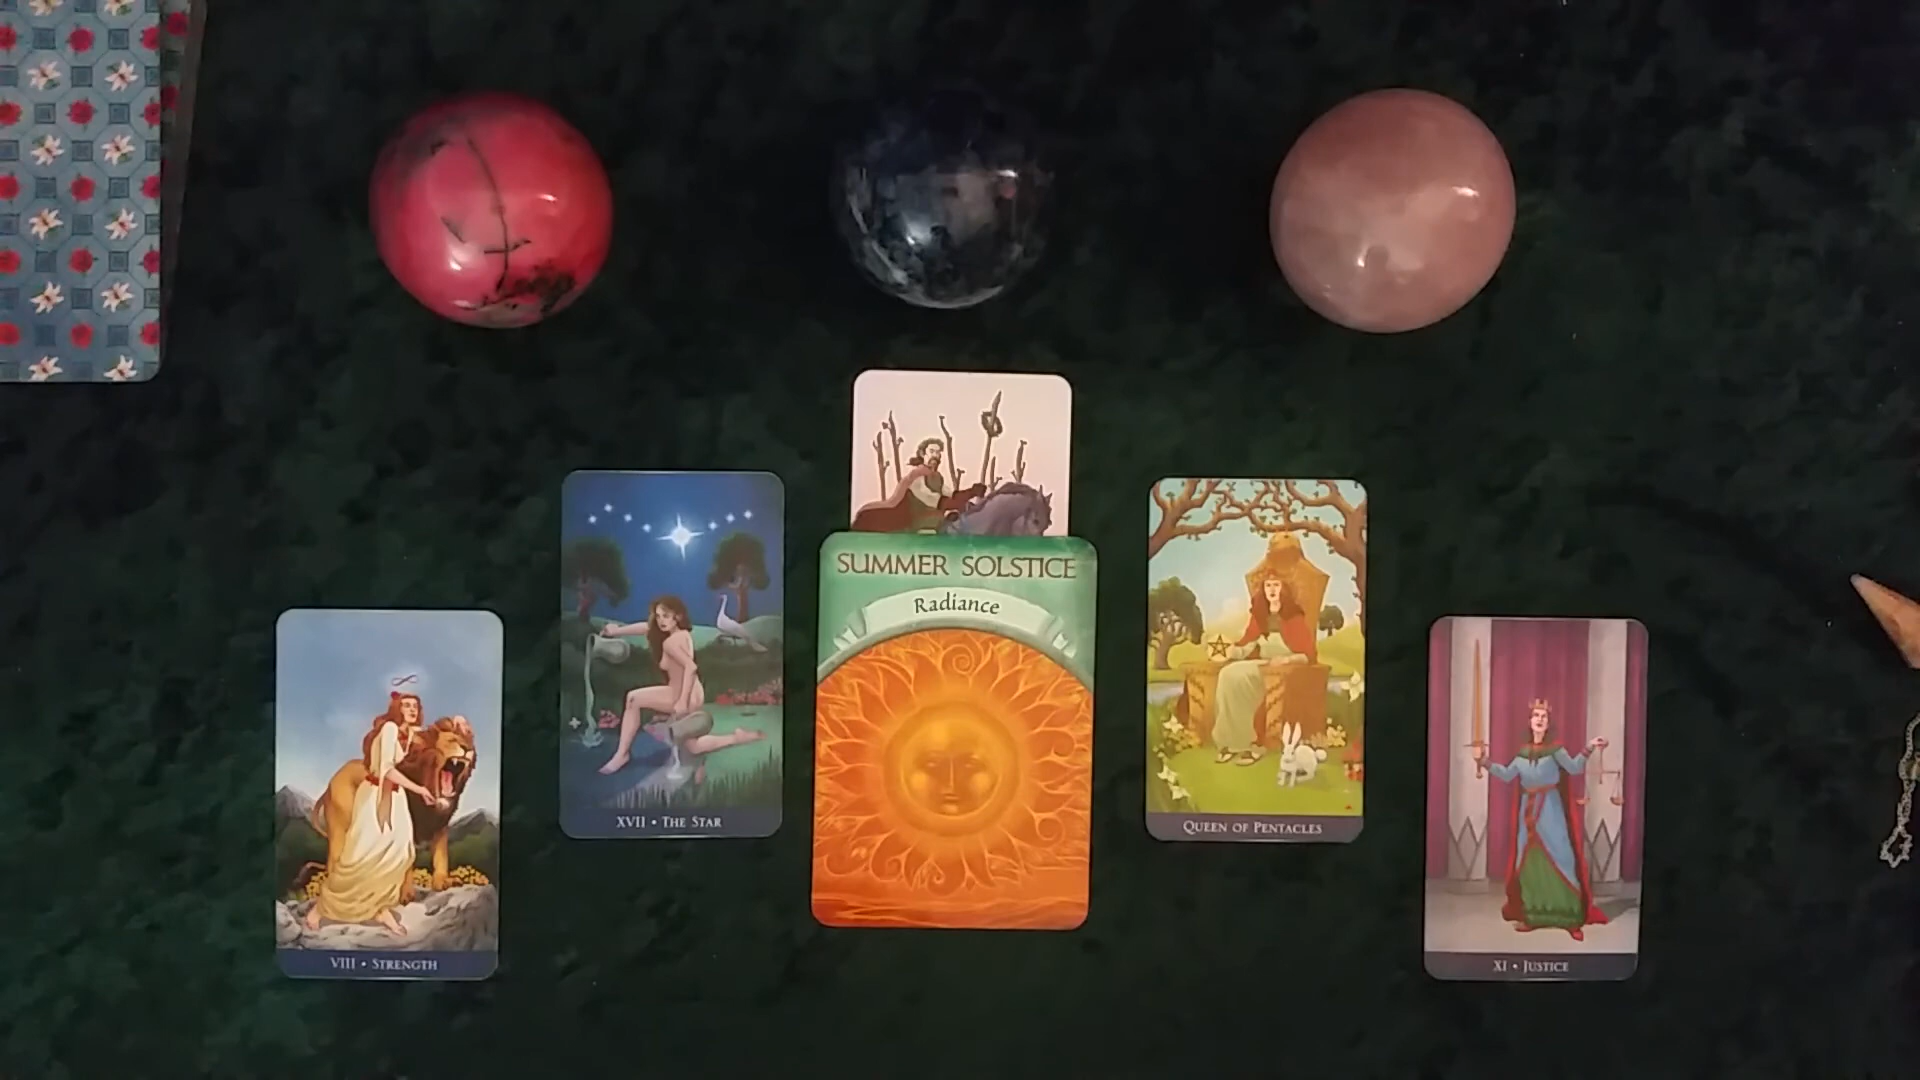 SUMMER SOLSTICE
Radiance
XVII • THE STAR
QUEEN OF PENTACLES
VIII • STRENGTH
XI • JUSTICE